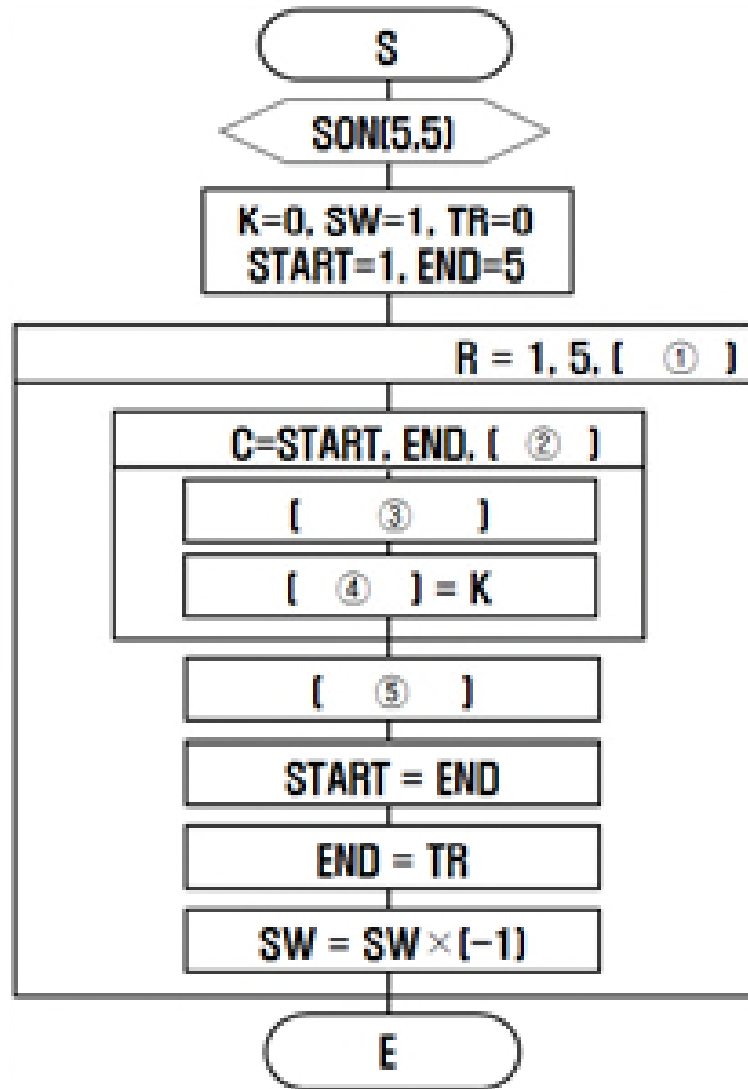 S
SON(5,5)
K=0, SW=1, TR=0
START=1, END=5
R = 1, 5, ( ① )
C=START, END, ( ② )
( ③ )
( ④ ) = K
( ⑤ )
START = END
END = TR
SW = SW×(-1)
E